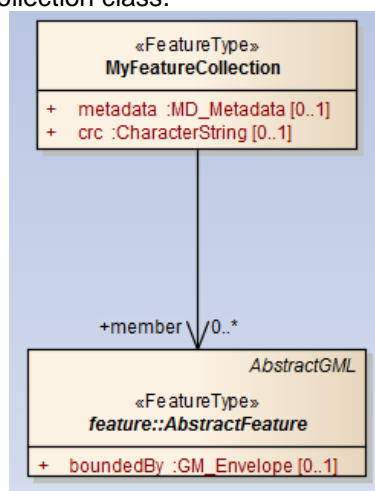 ollection class.
«FeatureType»
MyFeatureCollection
+ metadata :MD_Metadata [0..1]
+ crc :CharacterString [0..1]
+member
0..*
AbstractGML
«FeatureType»
feature::AbstractFeature
+ boundedBy :GM_Envelope [0..1]